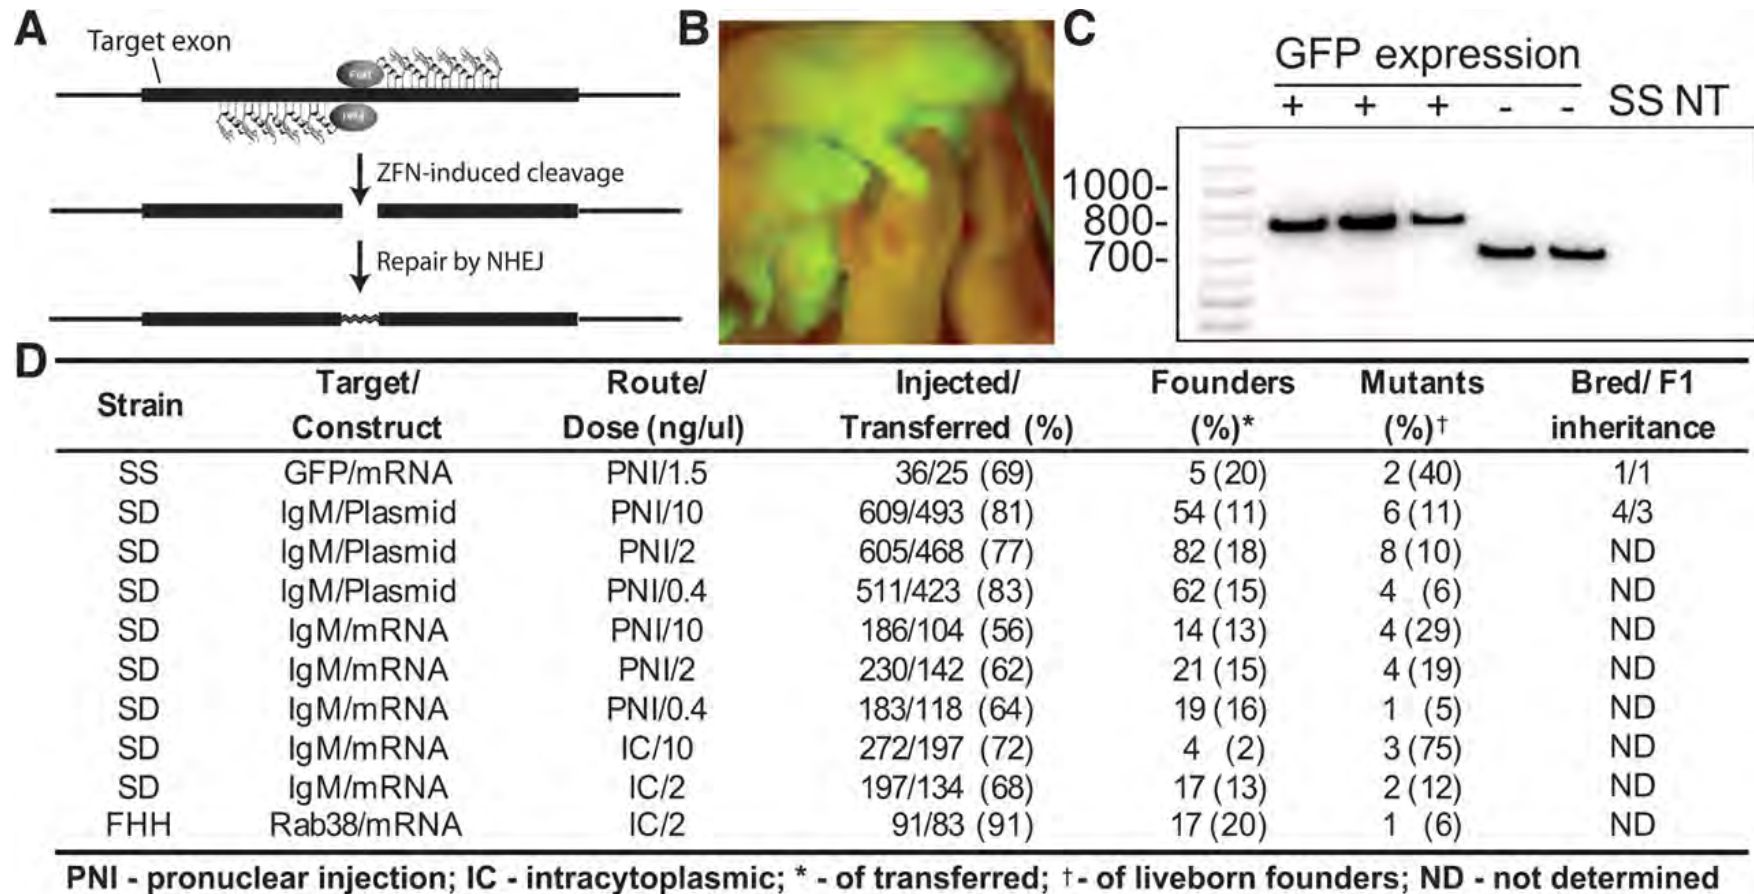 A
Target exon
FokI
ZFN-induced cleavage
Repair by NHEJ
B
C
GFP expression
+ + + - - SS NT
1000-
800-
700-
D
Strain Target/ Construct Route/ Dose (ng/ul) Injected/ Transferred (%) Founders (%)* Mutants (%)† Bred/ F1 inheritance
SS GFP/mRNA PNI/1.5 36/25 (69) 5 (20) 2 (40) 1/1
SD IgM/Plasmid PNI/10 609/493 (81) 54 (11) 6 (11) 4/3
SD IgM/Plasmid PNI/2 605/468 (77) 82 (18) 8 (10) ND
SD IgM/Plasmid PNI/0.4 511/423 (83) 62 (15) 4 (6) ND
SD IgM/mRNA PNI/10 186/104 (56) 14 (13) 4 (29) ND
SD IgM/mRNA PNI/2 230/142 (62) 21 (15) 4 (19) ND
SD IgM/mRNA PNI/0.4 183/118 (64) 19 (16) 1 (5) ND
SD IgM/mRNA IC/10 272/197 (72) 4 (2) 3 (75) ND
SD IgM/mRNA IC/2 197/134 (68) 17 (13) 2 (12) ND
FHH Rab38/mRNA IC/2 91/83 (91) 17 (20) 1 (6) ND
PNI - pronuclear injection; IC - intracytoplasmic; * - of transferred; †- of liveborn founders; ND - not determined